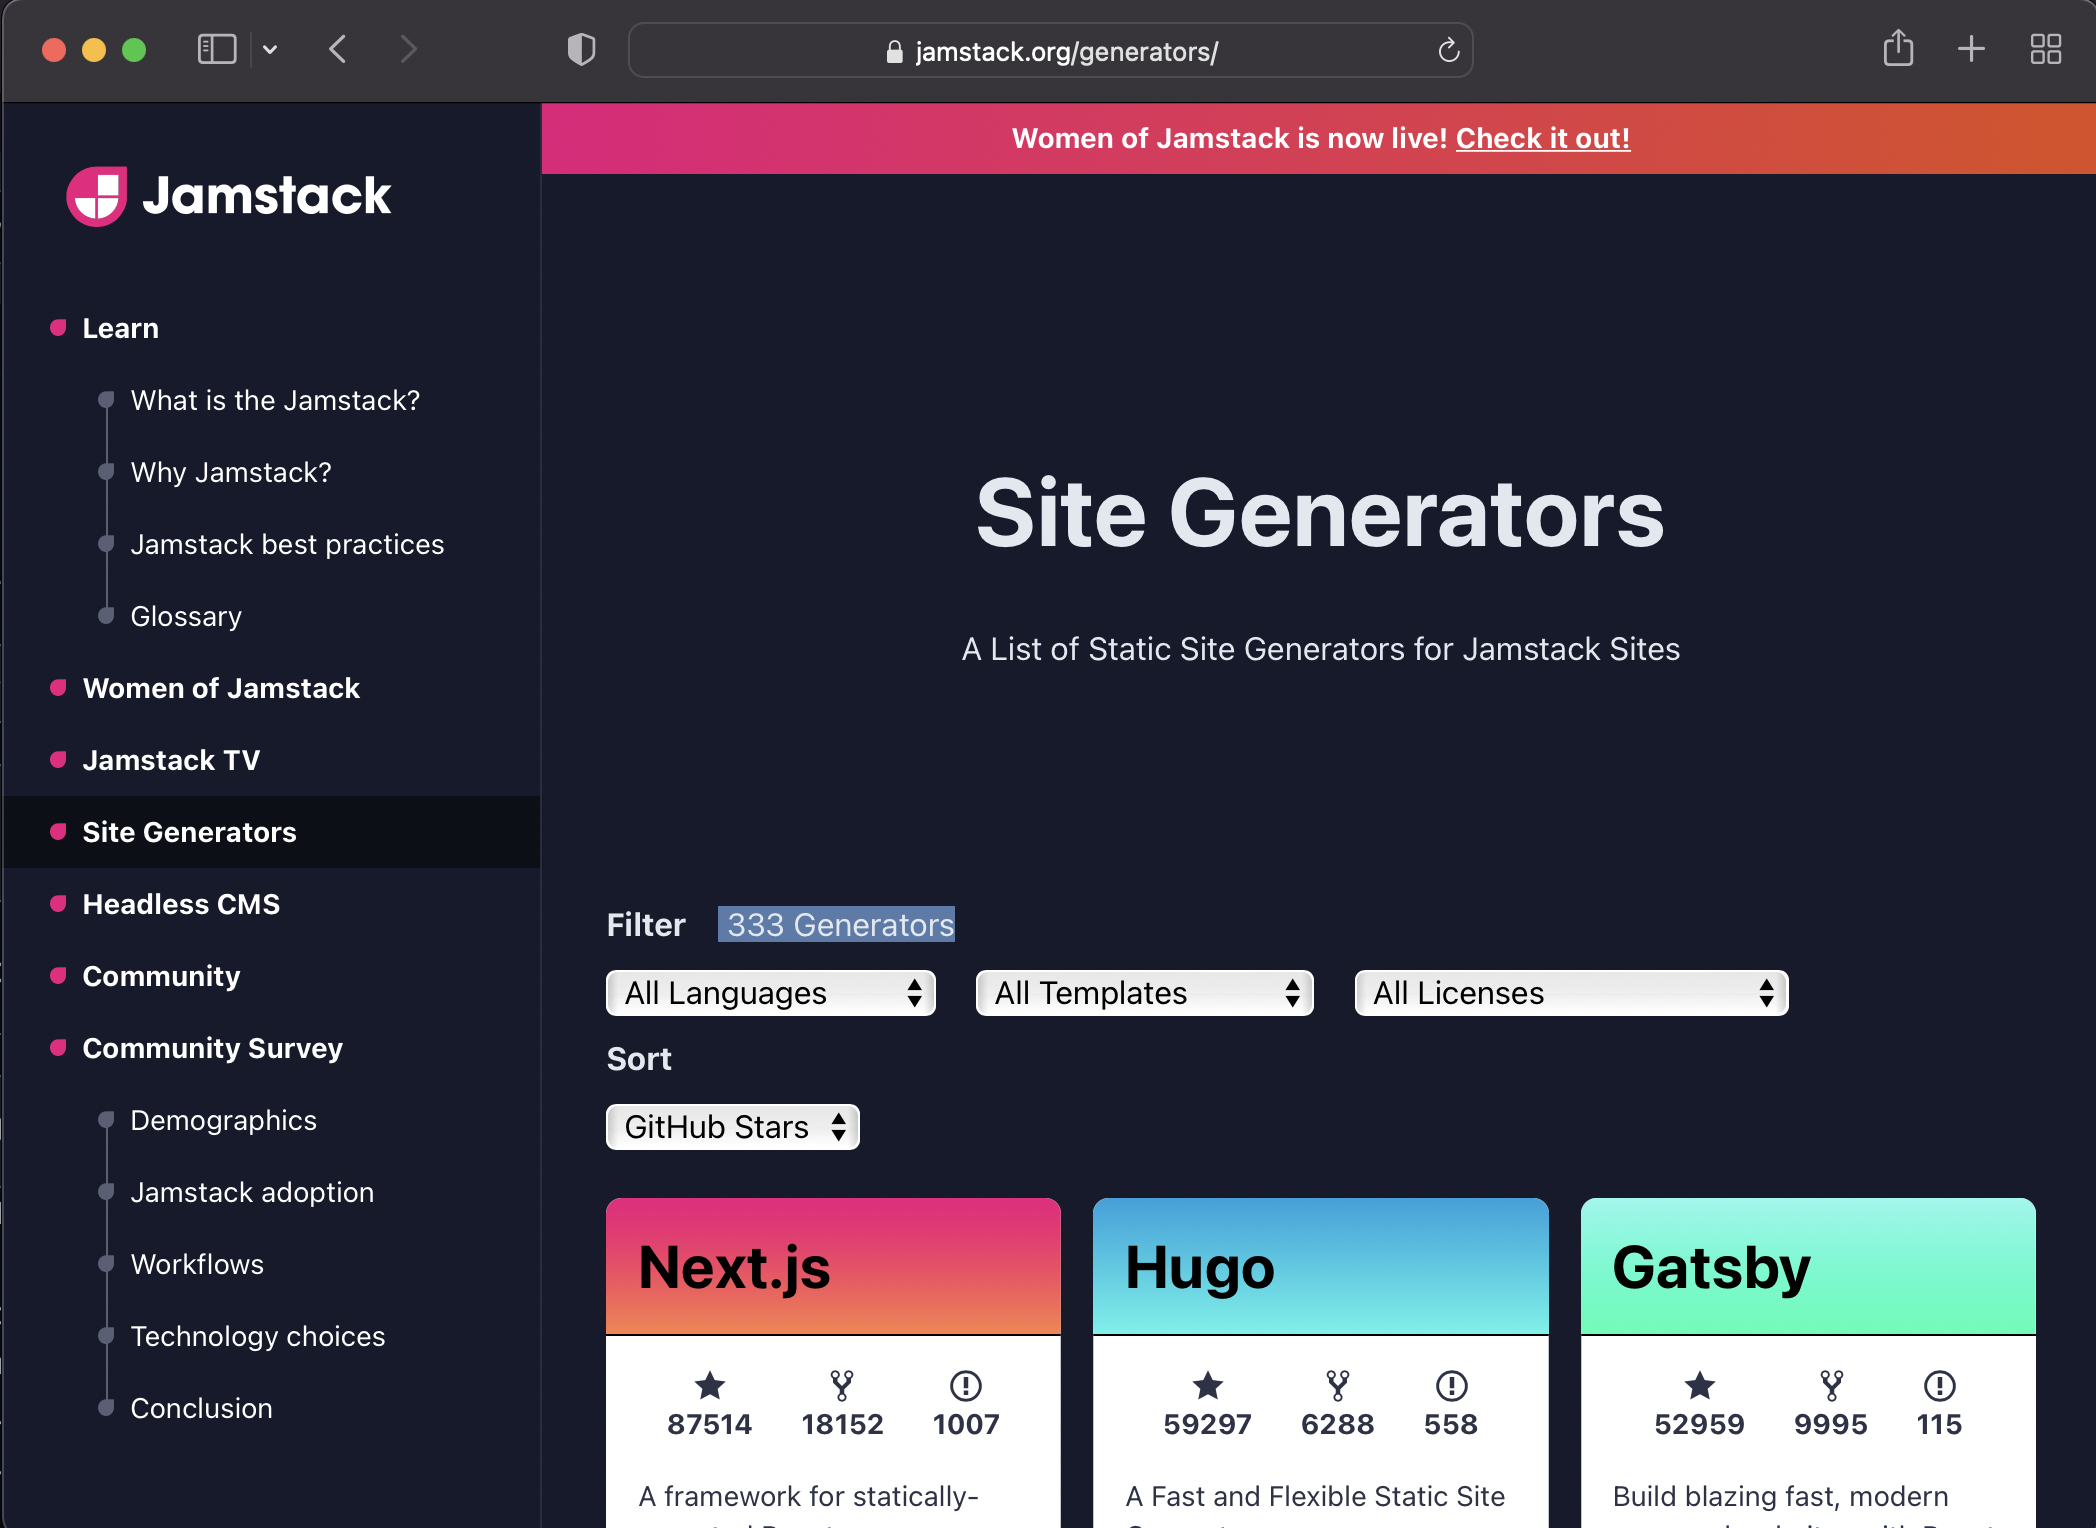 jamstack.org/generators/
Women of Jamstack is now live! Check it out!
Jamstack
Learn
What is the Jamstack?
Why Jamstack?
Jamstack best practices
Glossary
Women of Jamstack
Jamstack TV
Site Generators
Headless CMS
Community
Community Survey
Demographics
Jamstack adoption
Workflows
Technology choices
Conclusion
Site Generators
A List of Static Site Generators for Jamstack Sites
Filter 333 Generators
All Languages All Templates All Licenses
Sort
GitHub Stars
Next.js
87514 18152 1007
A framework for statically-
Hugo
59297 6288 558
A Fast and Flexible Static Site
Gatsby
52959 9995 115
Build blazing fast, modern